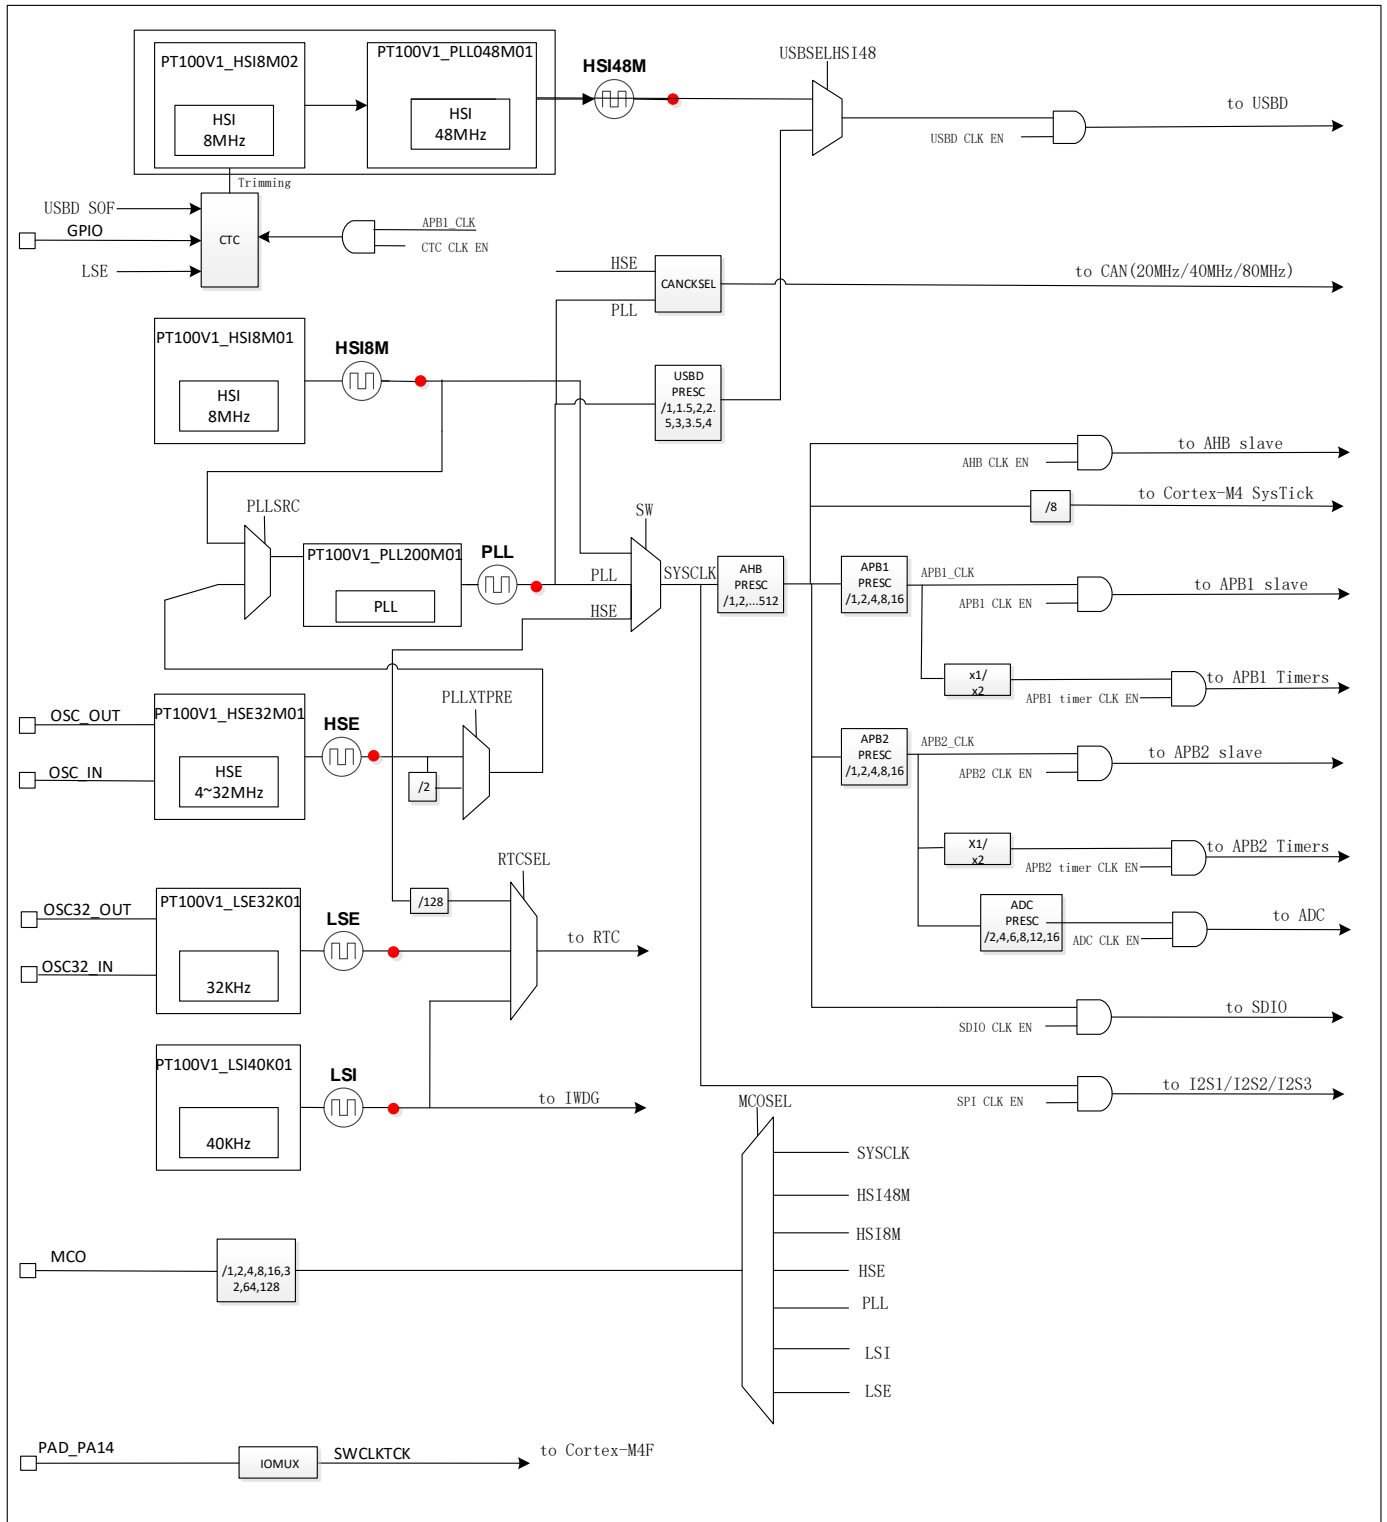 PT100V1_HSI8M02
HSI
8MHz
PT100V1_PLL048M01
HSI
48MHz
HSI48M
USBSELHSI48
to USBD
USBD CLK EN
Trimming
USBD SOF
GPIO
LSE
CTC
APB1_CLK
CTC CLK EN
HSE
PLL
CANCKSEL
to CAN(20MHz/40MHz/80MHz)
PT100V1_HSI8M01
HSI
8MHz
HSI8M
USBD
PRESC
/1,1.5,2,2.
5,3,3.5,4
to AHB slave
AHB CLK EN
/8
to Cortex-M4 SysTick
PLLSRC
PT100V1_PLL200M01
PLL
PLL
SW
PLL
HSE
SYSCLK
AHB
PRESC
/1,2,...512
APB1
PRESC
/1,2,4,8,16
APB1_CLK
APB1 CLK EN
to APB1 slave
x1/
x2
APB1 timer CLK EN
to APB1 Timers
OSC_OUT
OSC_IN
PT100V1_HSE32M01
HSE
4~32MHz
HSE
PLLXTPRE
/2
APB2
PRESC
/1,2,4,8,16
APB2_CLK
APB2 CLK EN
to APB2 slave
X1/
x2
APB2 timer CLK EN
to APB2 Timers
ADC
PRESC
/2,4,6,8,12,16
ADC CLK EN
to ADC
RTCSEL
/128
OSC32_OUT
OSC32_IN
PT100V1_LSE32K01
32KHz
LSE
to RTC
SDIO CLK EN
to SDIO
PT100V1_LSI40K01
40KHz
LSI
to IWDG
SPI CLK EN
to I2S1/I2S2/I2S3
MCOSEL
SYSCLK
HSI48M
HSI8M
HSE
PLL
LSI
LSE
MCO
/1,2,4,8,16,3
2,64,128
PAD_PA14
IOMUX
SWCLKTCK
to Cortex-M4F